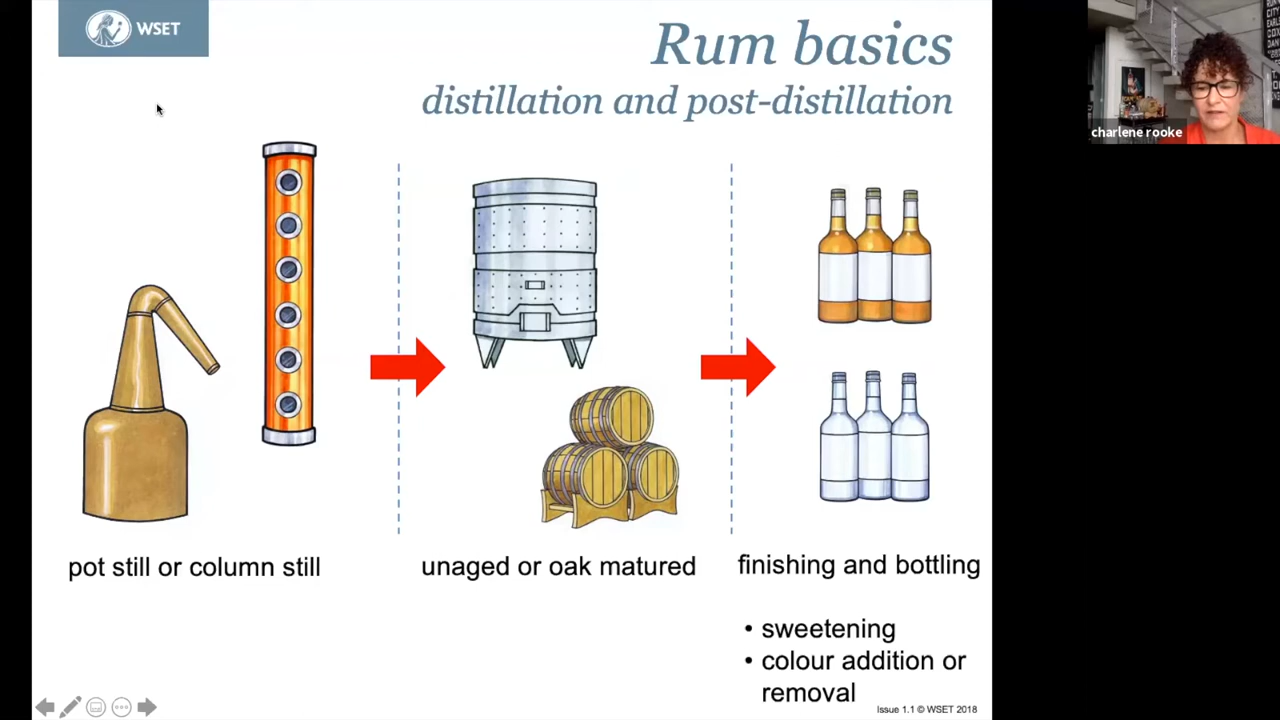 WSET
Rum basics
distillation and post-distillation
charlene rooke
pot still or column still
unaged or oak matured
finishing and bottling
• sweetening
• colour addition or
removal
Issue 1.1 © WSET 2018